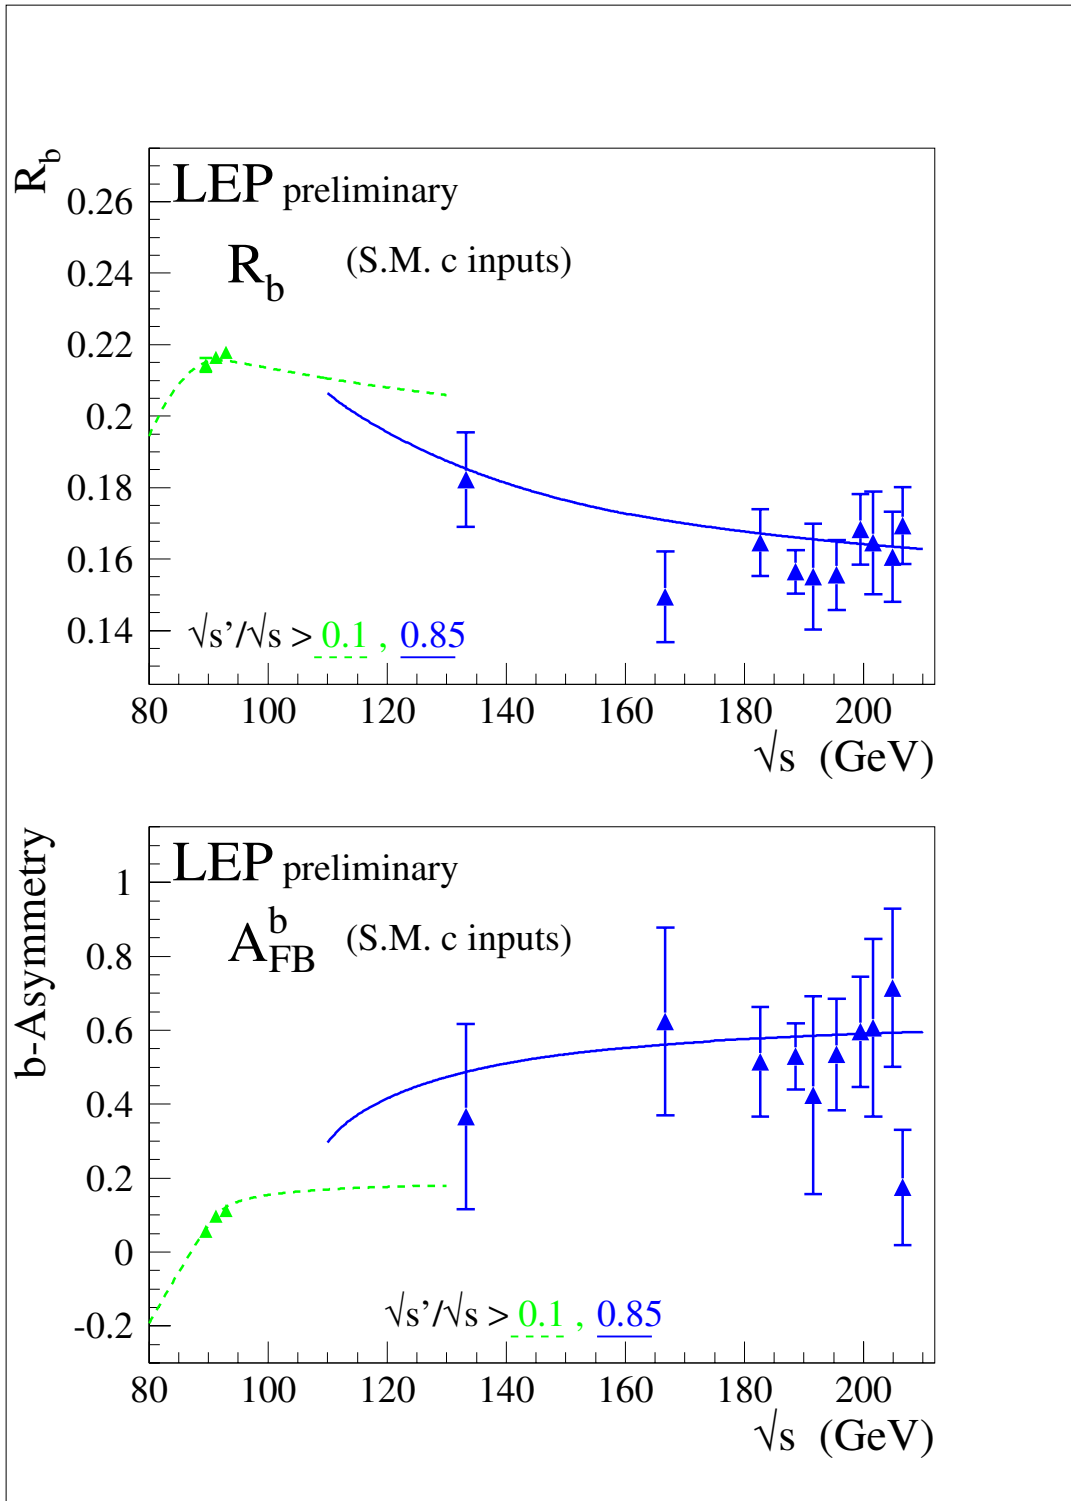 R_b
LEP preliminary
R_b (S.M. c inputs)
0.26
0.24
0.22
0.2
0.18
0.16
0.14
√s’/√s > 0.1 , 0.85
80 100 120 140 160 180 200
√s (GeV)
b-Asymmetry
LEP preliminary
A_FB^b (S.M. c inputs)
1
0.8
0.6
0.4
0.2
0
-0.2
√s’/√s > 0.1 , 0.85
80 100 120 140 160 180 200
√s (GeV)